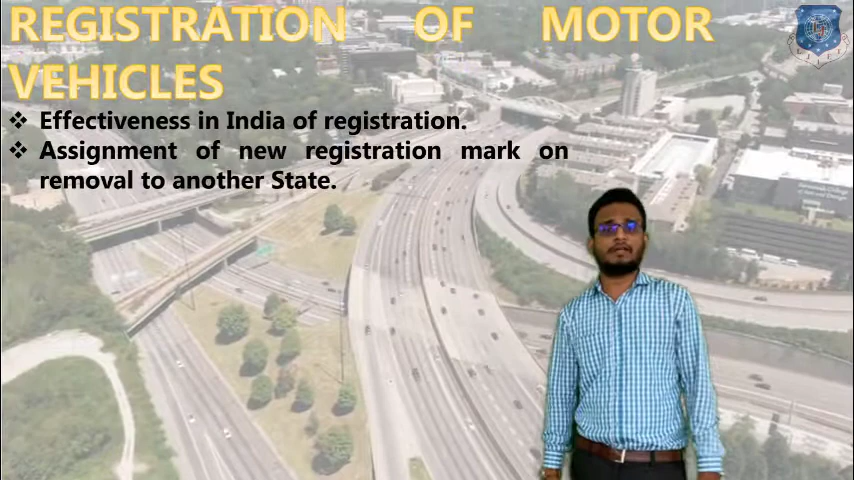 REGISTRATION OF MOTOR
VEHICLES
❖ Effectiveness in India of registration.
❖ Assignment of new registration mark on
removal to another State.